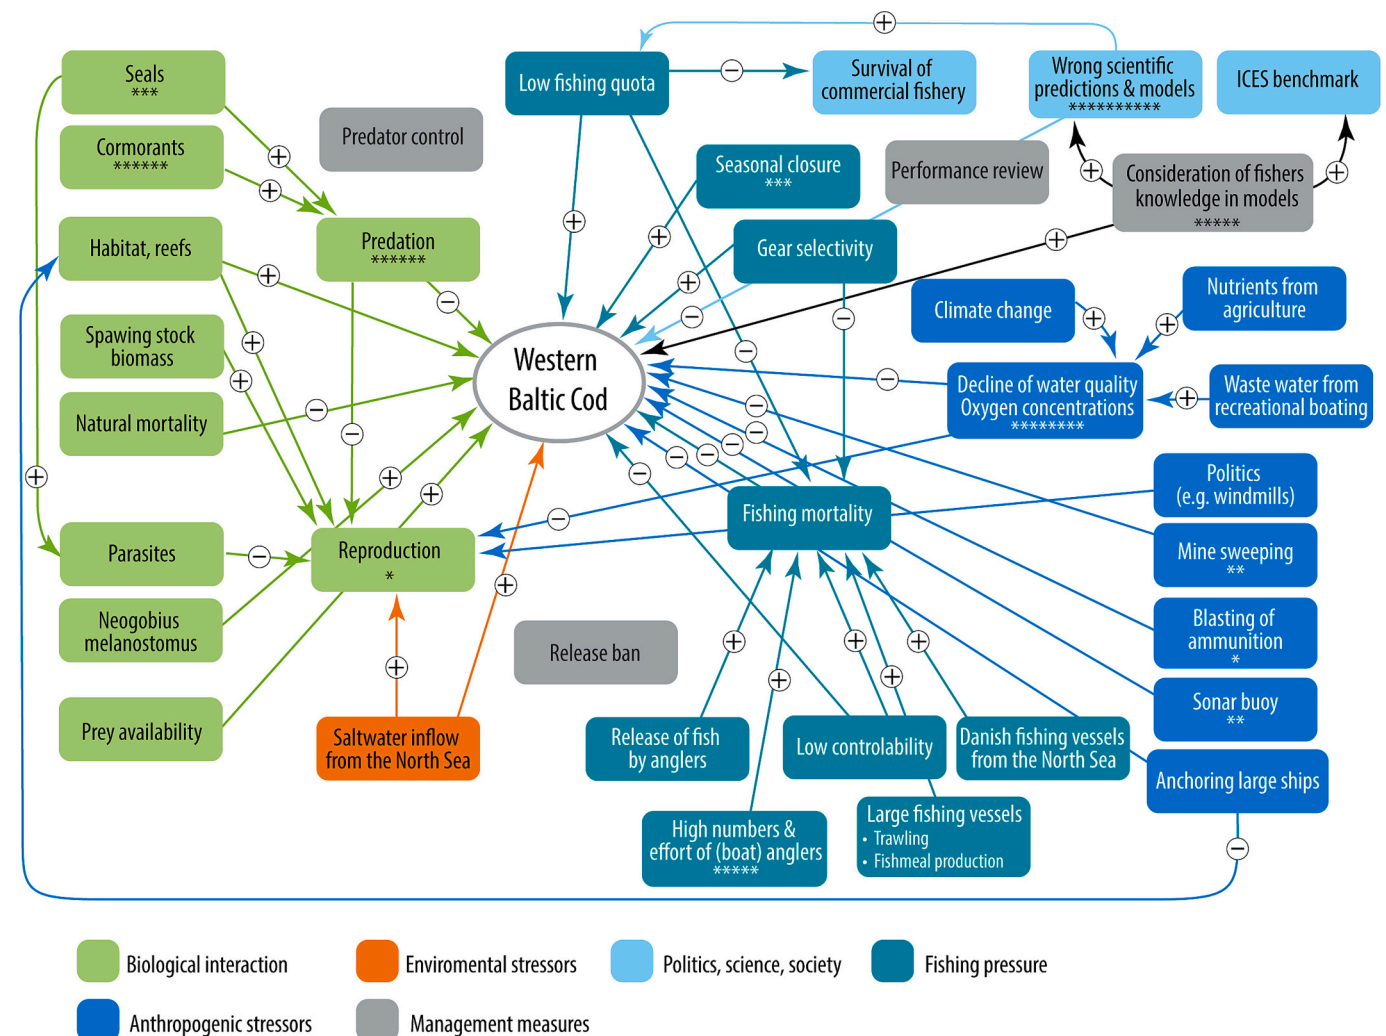 Seals
***
Cormorants
******
Habitat, reefs
Spawing stock
biomass
Natural mortality
Parasites
Neogobius
melanostomus
Prey availability
Predator control
Predation
******
Reproduction
*
Saltwater inflow
from the North Sea
Western
Baltic Cod
Low fishing quota
Survival of
commercial fishery
Wrong scientific
predictions & models
**********
ICES benchmark
Seasonal closure
***
Performance review
Consideration of fishers
knowledge in models
*****
Gear selectivity
Climate change
Nutrients from
agriculture
Decline of water quality
Oxygen concentrations
********
Waste water from
recreational boating
Politics
(e.g. windmills)
Fishing mortality
Mine sweeping
**
Blasting of
ammunition
*
Sonar buoy
**
Anchoring large ships
Release ban
Release of fish
by anglers
Low controlability
Danish fishing vessels
from the North Sea
High numbers &
effort of (boat) anglers
*****
Large fishing vessels
• Trawling
• Fishmeal production
Biological interaction
Enviromental stressors
Politics, science, society
Fishing pressure
Anthropogenic stressors
Management measures